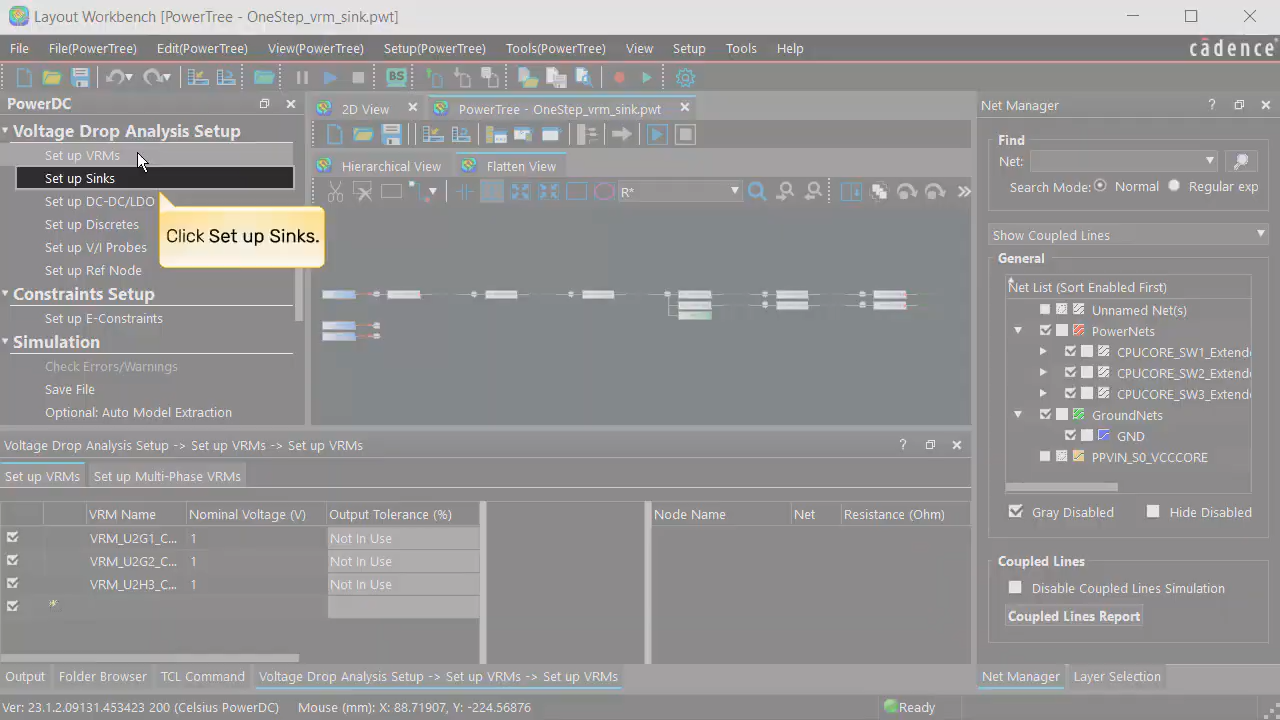 Layout Workbench [PowerTree - OneStep_vrm_sink.pwt]
File File(PowerTree) Edit(PowerTree) View(PowerTree) Setup(PowerTree) Tools(PowerTree) View Setup Tools Help
cādence
BS
PowerDC
Voltage Drop Analysis Setup
Set up VRMs
Set up Sinks
Set up DC-DC/LDO
Set up Discretes
Set up V/I Probes
Set up Ref Node
Click Set up Sinks.
Constraints Setup
Set up E-Constraints
Simulation
Check Errors/Warnings
Save File
Optional: Auto Model Extraction
2D View
PowerTree - OneStep_vrm_sink.pwt
Hierarchical View Flatten View
R*
Net Manager
Find
Net:
Search Mode: Normal Regular exp
Show Coupled Lines
General
Net List (Sort Enabled First)
Unnamed Net(s)
PowerNets
CPUCORE_SW1_Extende
CPUCORE_SW2_Extende
CPUCORE_SW3_Extende
GroundNets
GND
PPVIN_S0_VCCCORE
Gray Disabled Hide Disabled
Coupled Lines
Disable Coupled Lines Simulation
Coupled Lines Report
Voltage Drop Analysis Setup -> Set up VRMs -> Set up VRMs
Set up VRMs Set up Multi-Phase VRMs
VRM Name Nominal Voltage (V) Output Tolerance (%)
VRM_U2G1_C... 1 Not In Use
VRM_U2G2_C... 1 Not In Use
VRM_U2H3_C... 1 Not In Use
Node Name Net Resistance (Ohm)
Output Folder Browser TCL Command Voltage Drop Analysis Setup -> Set up VRMs -> Set up VRMs
Net Manager Layer Selection
Ver: 23.1.2.09131.453423 200 (Celsius PowerDC) Mouse (mm): X: 88.71907, Y: -224.56876 Ready